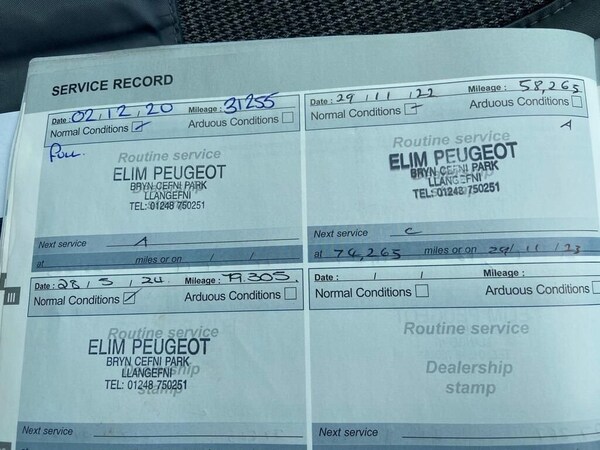 SERVICE RECORD
Date: 02, 12, 20 Mileage: 31255
Normal Conditions Arduous Conditions
Full.
Routine service
ELIM PEUGEOT
BRYN CEFNI PARK
LLANGEFNI
TEL: 01248 750251
Next service A
at miles or on / /
Date: 29, 11, 22 Mileage: 58,265
Normal Conditions Arduous Conditions
A
Routine service
ELIM PEUGEOT
BRYN CEFNI PARK
LLANGEFNI
TEL: 01248 750251
Next service C
at 74,265 miles or on 29/ 11 / 23
Date: 28, 5, 24 Mileage: 79.305.
Normal Conditions Arduous Conditions
Routine service
ELIM PEUGEOT
BRYN CEFNI PARK
LLANGEFNI
TEL: 01248 750251
Next service
Date: / / Mileage:
Normal Conditions Arduous Conditions
Routine service
Dealership
stamp
Next service
III